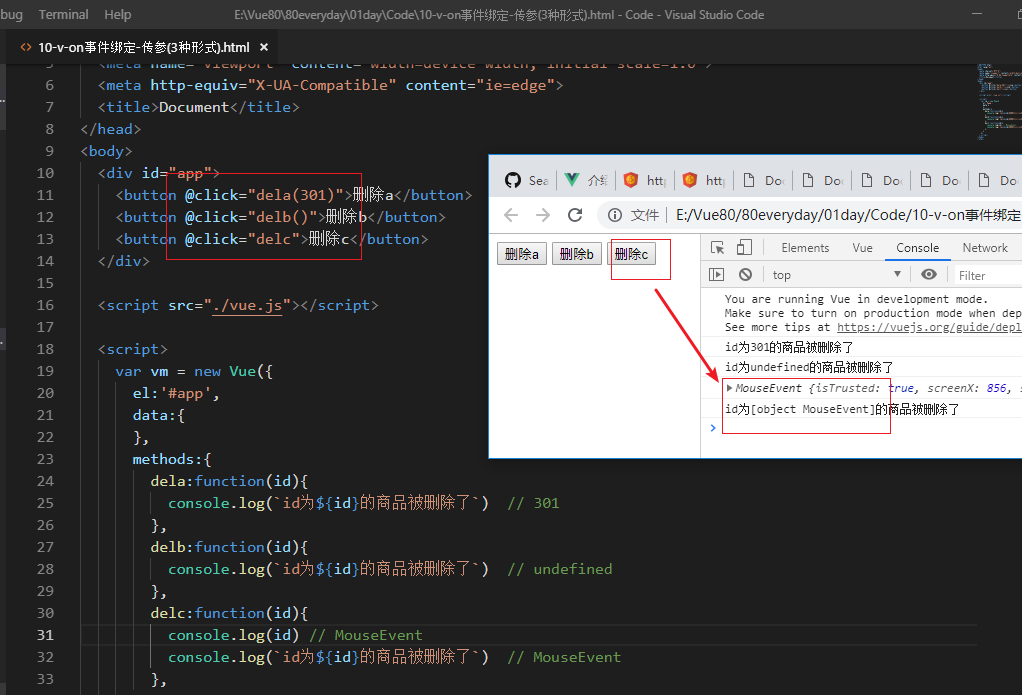 bug Terminal Help E:\Vue80\80everyday\01day\Code\10-v-on事件绑定-传参(3种形式).html - Code - Visual Studio Code
<> 10-v-on事件绑定-传参(3种形式).html ×
5 <meta name="viewport" content="width=device-width, initial-scale=1.0">
6 <meta http-equiv="X-UA-Compatible" content="ie=edge">
7 <title>Document</title>
8 </head>
9 <body>
10 <div id="app">
11 <button @click="dela(301)">删除a</button>
12 <button @click="delb()">删除b</button>
13 <button @click="delc">删除c</button>
14 </div>
15
16 <script src="./vue.js"></script>
17
18 <script>
19 var vm = new Vue({
20 el:'#app',
21 data:{
22 },
23 methods:{
24 dela:function(id){
25 console.log(`id为${id}的商品被删除了`) // 301
26 },
27 delb:function(id){
28 console.log(`id为${id}的商品被删除了`) // undefined
29 },
30 delc:function(id){
31 console.log(id) // MouseEvent
32 console.log(`id为${id}的商品被删除了`) // MouseEvent
33 },
Sea 介绍 http http Do Do Do Do Do
文件 E:/Vue80/80everyday/01day/Code/10-v-on事件绑定
删除a 删除b 删除c
Elements Vue Console Network
top Filter
You are running Vue in development mode.
Make sure to turn on production mode when dep
See more tips at https://vuejs.org/guide/depl
id为301的商品被删除了
id为undefined的商品被删除了
MouseEvent {isTrusted: true, screenX: 856, s
id为[object MouseEvent]的商品被删除了